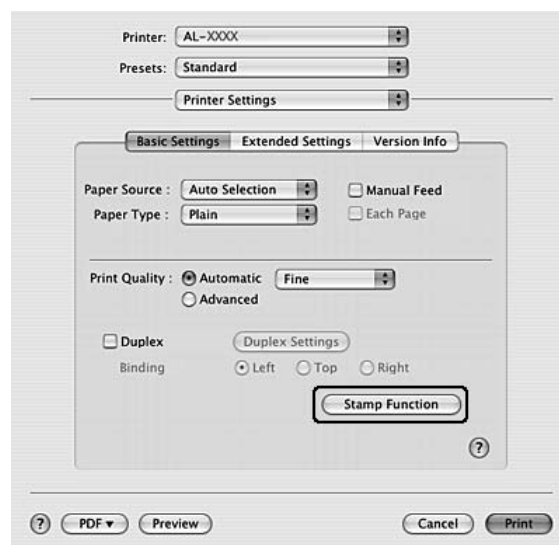 Printer: AL-XXXX
Presets: Standard
Printer Settings
Basic Settings Extended Settings Version Info
Paper Source : Auto Selection Manual Feed
Paper Type : Plain Each Page
Print Quality : Automatic Fine
Advanced
Duplex Duplex Settings
Binding Left Top Right
Stamp Function
?
? PDF Preview Cancel Print